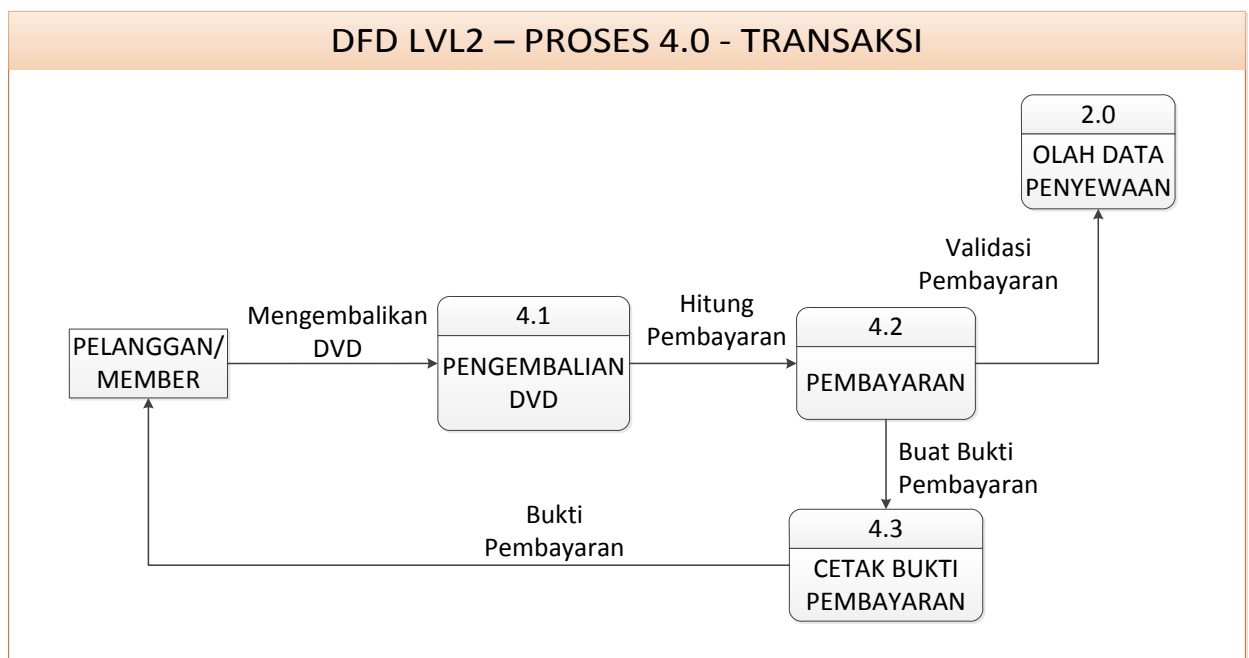 DFD LVL2 – PROSES 4.0 - TRANSAKSI
2.0
OLAH DATA
PENYEWAAN
Validasi
Pembayaran
PELANGGAN/
MEMBER
Mengembalikan
DVD
4.1
PENGEMBALIAN
DVD
Hitung
Pembayaran
4.2
PEMBAYARAN
Buat Bukti
Pembayaran
Bukti
Pembayaran
4.3
CETAK BUKTI
PEMBAYARAN